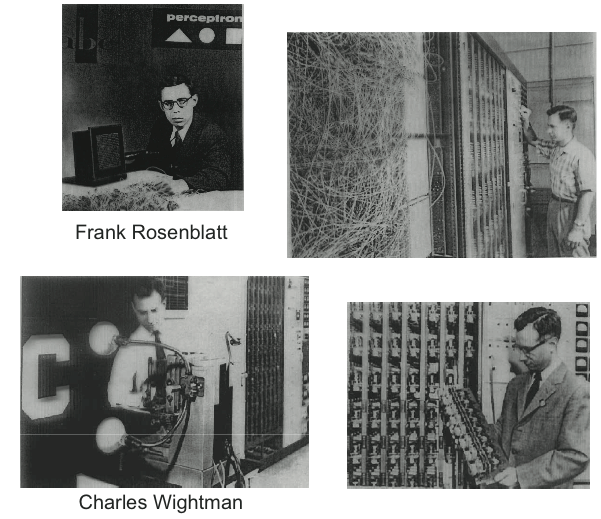 perceptron
Frank Rosenblatt
C
Charles Wightman